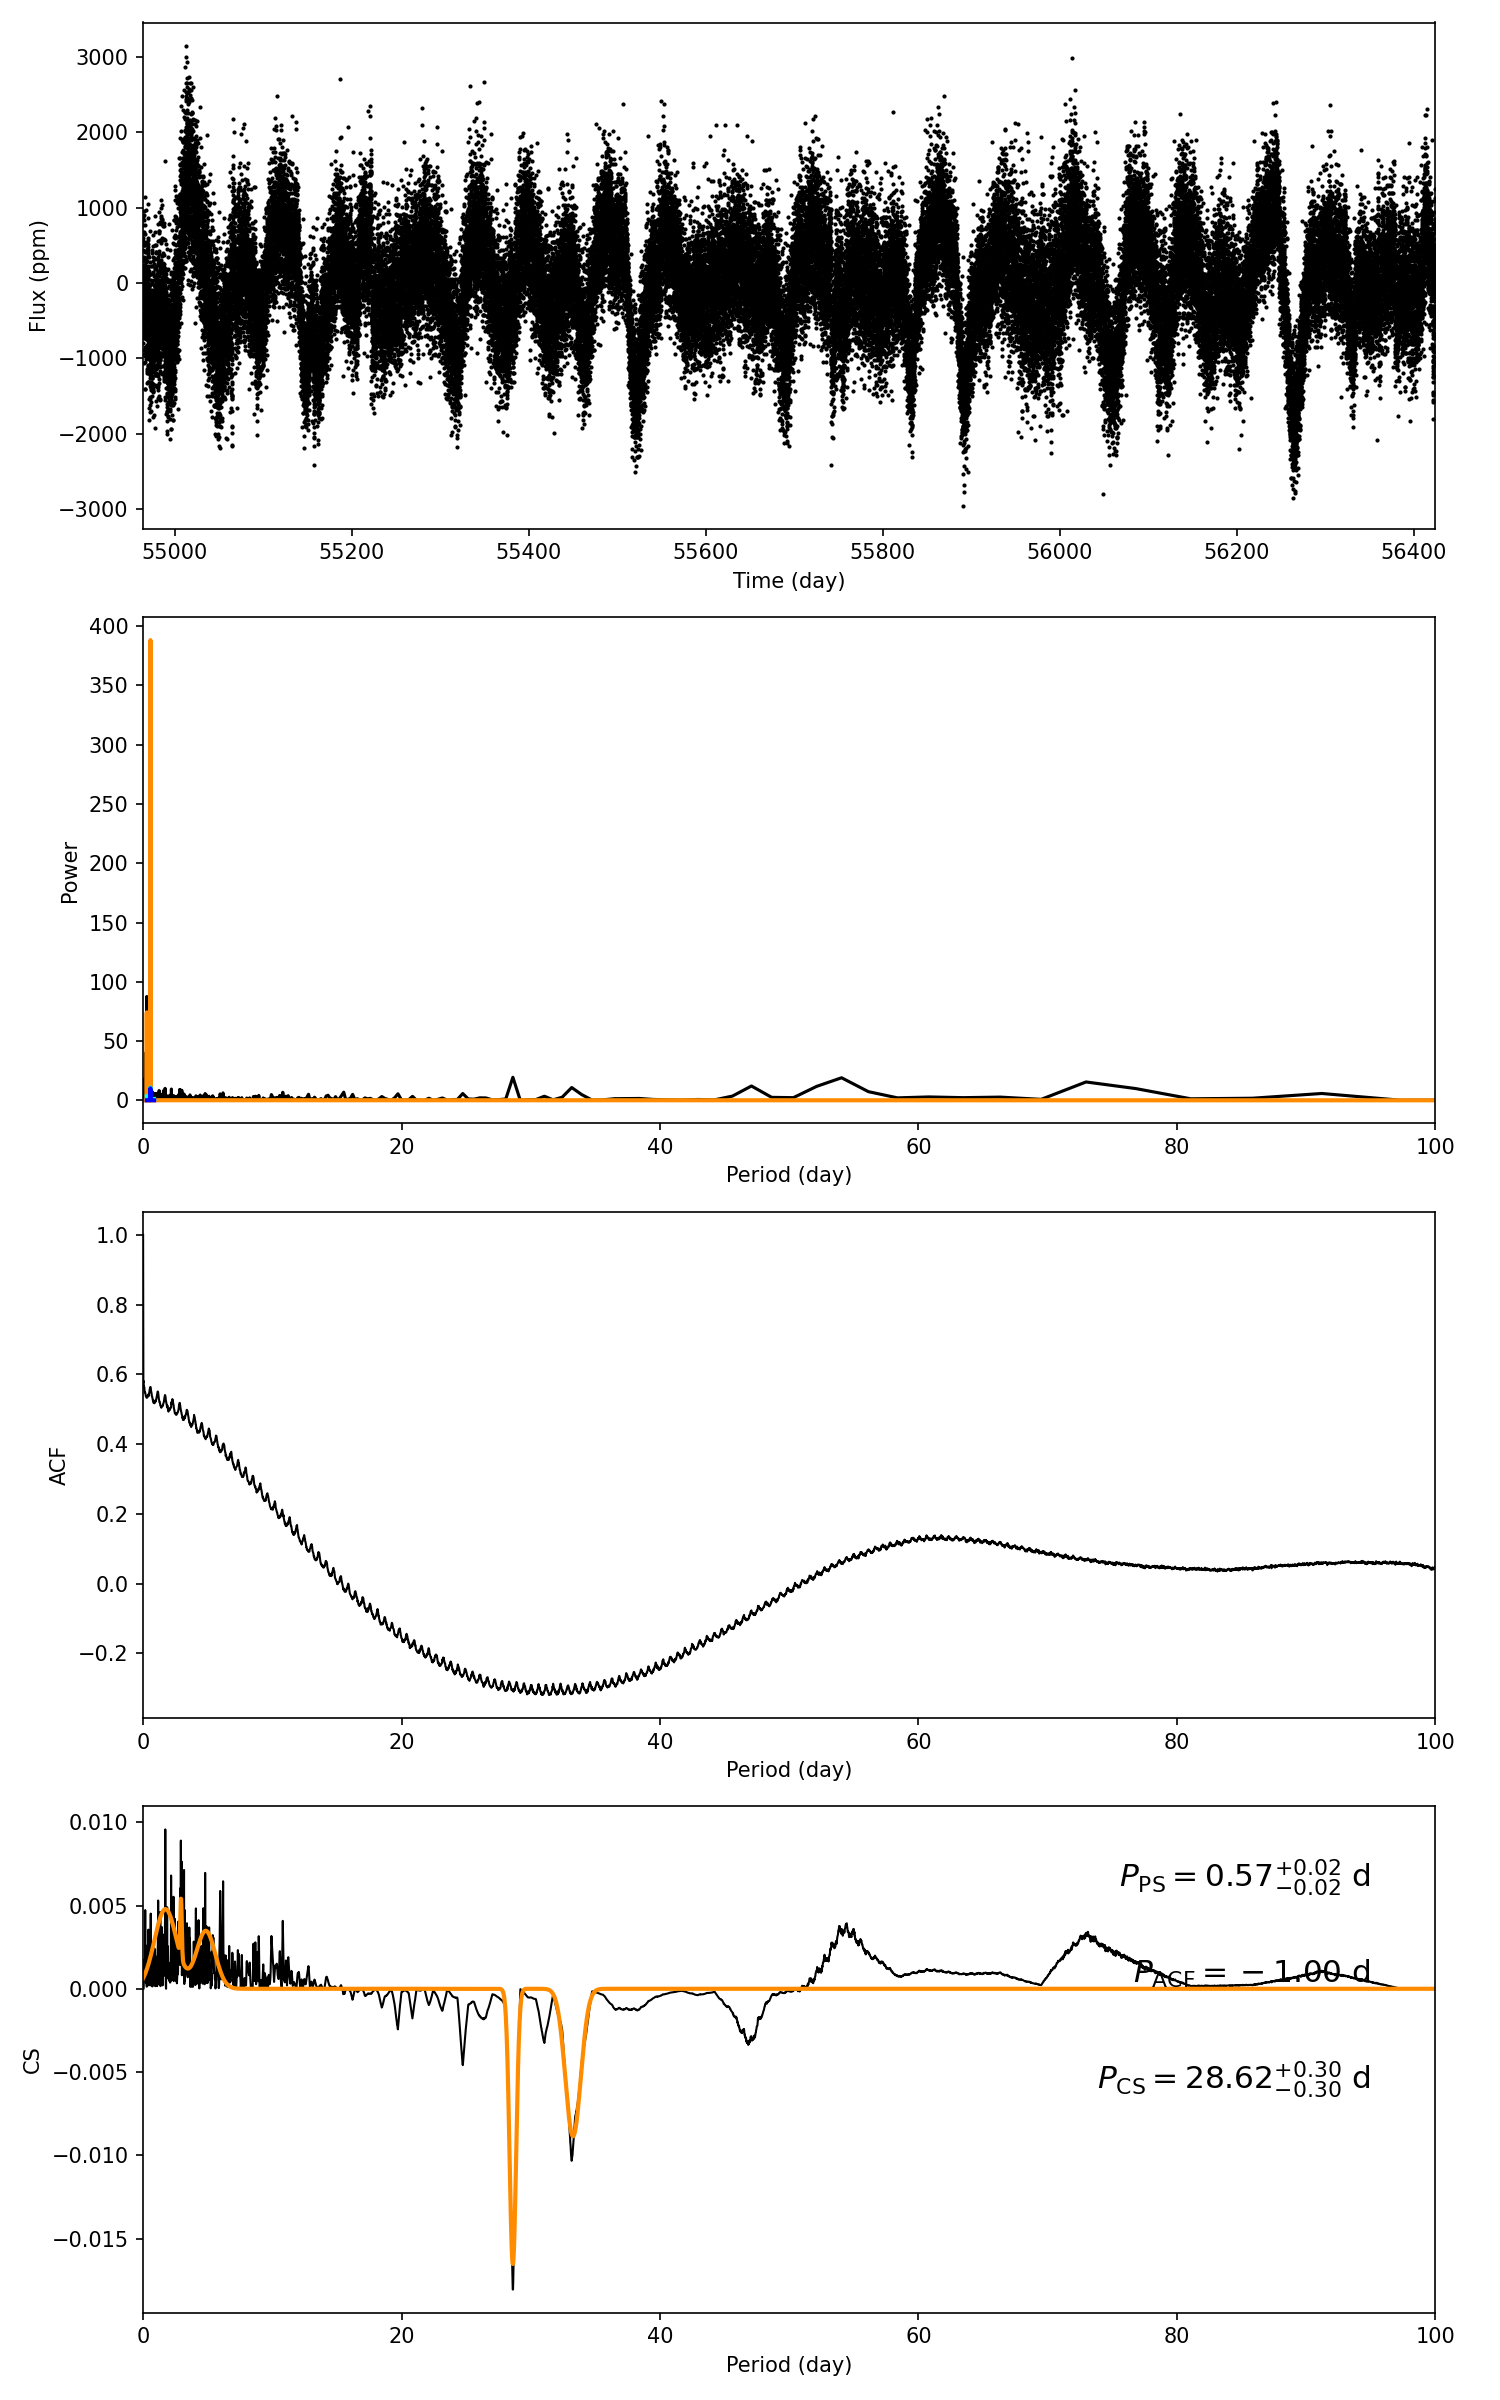 3000
2000
1000
0
−1000
−2000
−3000
Flux (ppm)
55000 55200 55400 55600 55800 56000 56200 56400
Time (day)
400
350
300
250
200
150
100
50
0
Power
0 20 40 60 80 100
Period (day)
1.0
0.8
0.6
0.4
0.2
0.0
−0.2
ACF
0 20 40 60 80 100
Period (day)
0.010
0.005
0.000
−0.005
−0.010
−0.015
CS
P_PS = 0.57^{+0.02}_{−0.02} d
P_ACF = −1.00 d
P_CS = 28.62^{+0.30}_{−0.30} d
0 20 40 60 80 100
Period (day)